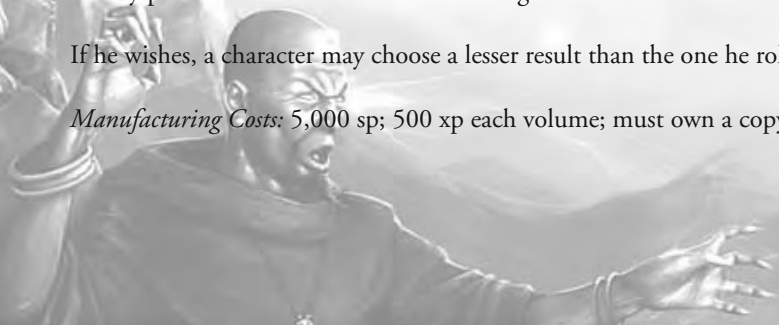 If he wishes, a character may choose a lesser result than the one he
Manufacturing Costs: 5,000 sp; 500 xp each volume; must own a copy